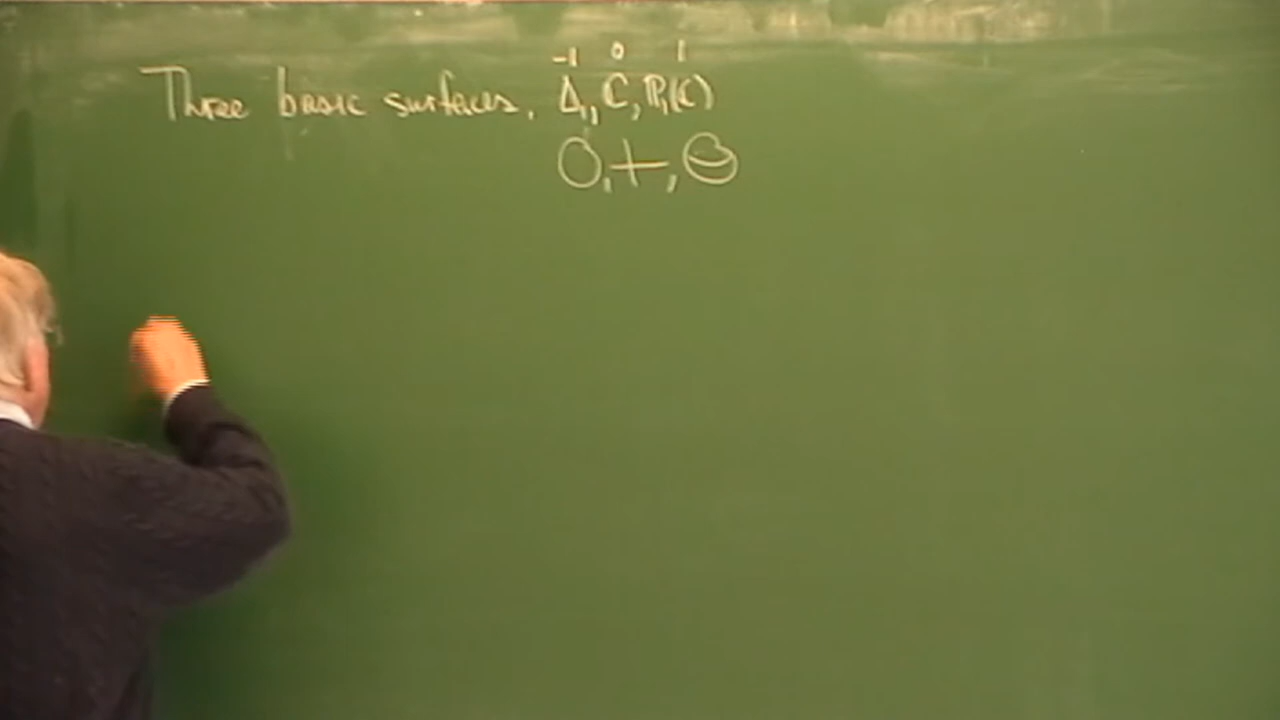 -1 0 1
Three basic surfaces, Δ, ℂ, ℙ₁(ℂ)